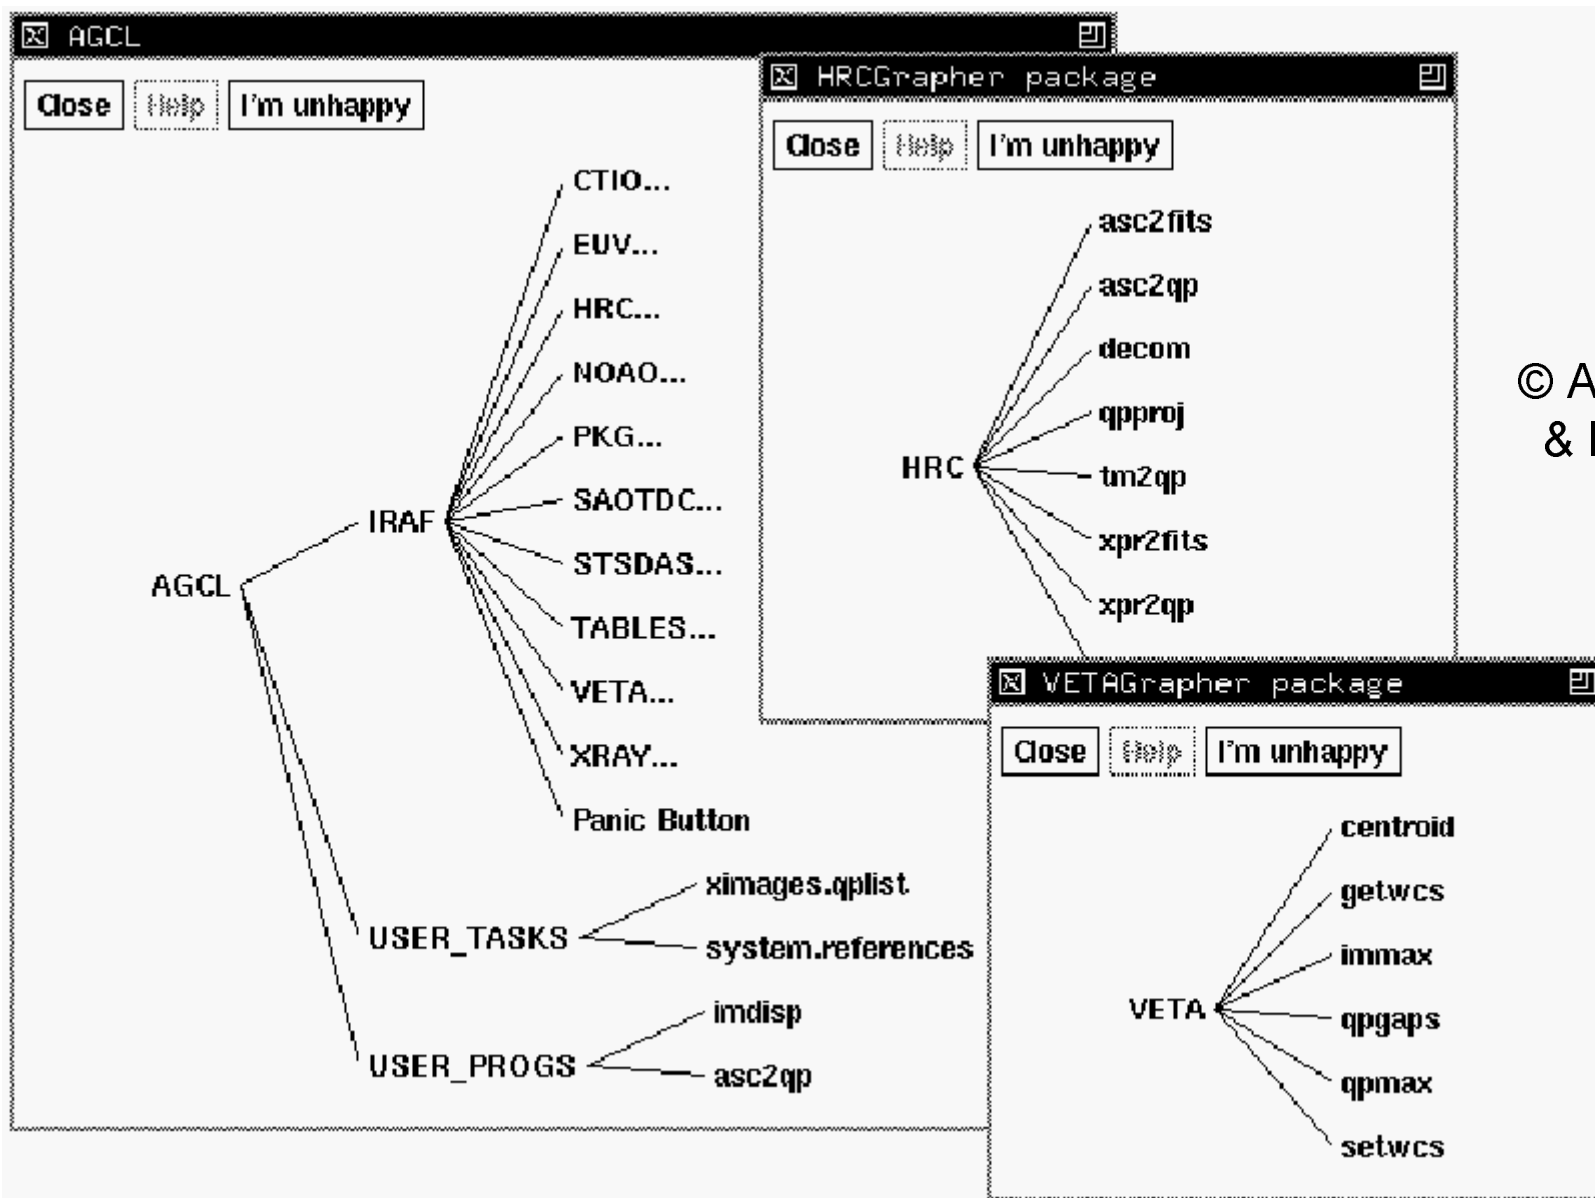 AGCL
Close Help I'm unhappy
CTIO...
EUV...
HRC...
NOAO...
PKG...
SAOTDC...
STSDAS...
TABLES...
VETA...
XRAY...
Panic Button
IRAF
AGCL
ximages.qplist
USER_TASKS
system.references
imdisp
USER_PROGS
asc2qp
HRCGrapher package
Close Help I'm unhappy
asc2fits
asc2qp
decom
qpproj
HRC
tm2qp
xpr2fits
xpr2qp
VETAGrapher package
Close Help I'm unhappy
centroid
getwcs
immax
VETA
qpgaps
qpmax
setwcs
© A
&